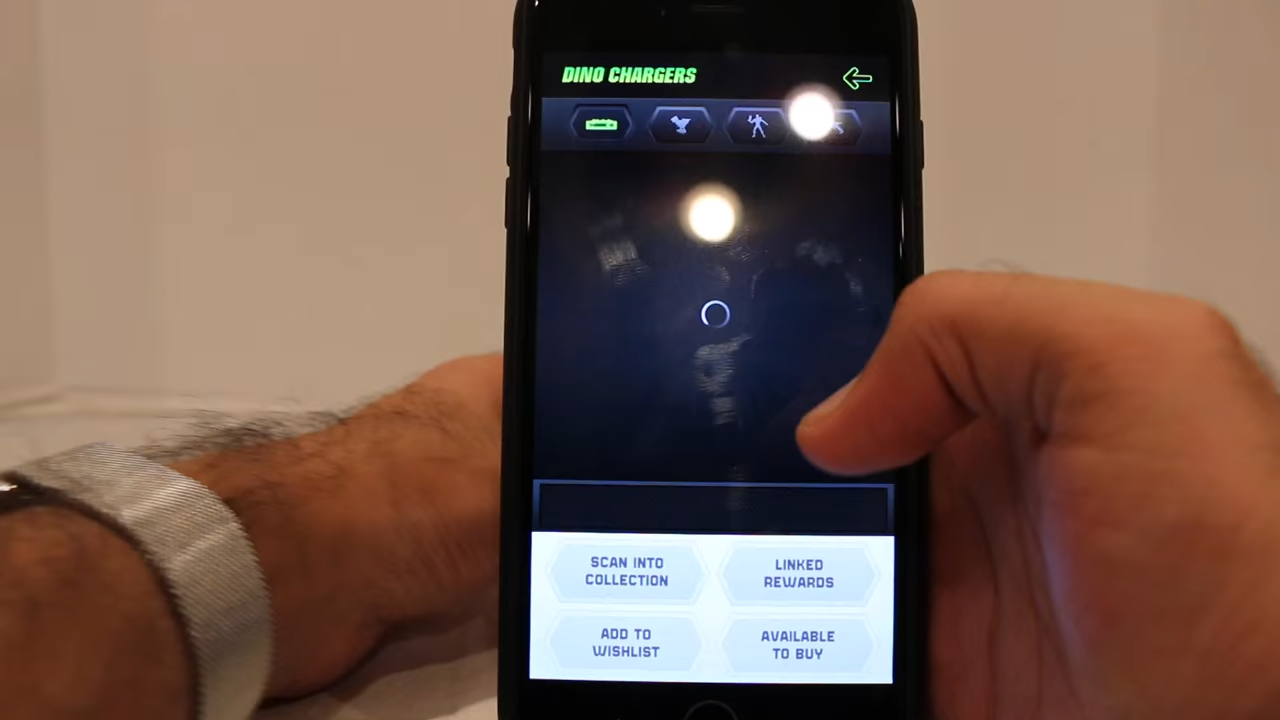 DINO CHARGERS
SCAN INTO
COLLECTION
LINKED
REWARDS
ADD TO
WISHLIST
AVAILABLE
TO BUY